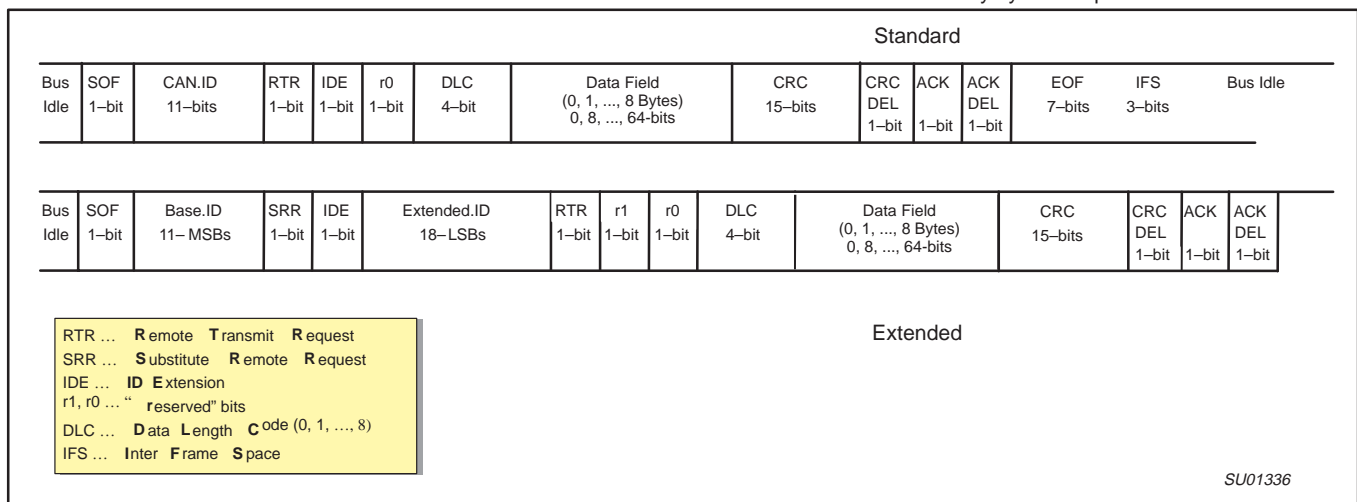 Standard
Bus Idle SOF 1–bit CAN.ID 11–bits RTR 1–bit IDE 1–bit r0 1–bit DLC 4–bit Data Field (0, 1, ..., 8 Bytes) 0, 8, ..., 64-bits CRC 15–bits CRC DEL 1–bit ACK 1–bit ACK DEL 1–bit EOF 7–bits IFS 3–bits Bus Idle
Bus Idle SOF 1–bit Base.ID 11– MSBs SRR 1–bit IDE 1–bit Extended.ID 18–LSBs RTR 1–bit r1 1–bit r0 1–bit DLC 4–bit Data Field (0, 1, ..., 8 Bytes) 0, 8, ..., 64-bits CRC 15–bits CRC DEL 1–bit ACK 1–bit ACK DEL 1–bit
Extended
RTR ... Remote Transmit Request
SRR ... Substitute Remote Request
IDE ... ID Extension
r1, r0 ... “ reserved” bits
DLC ... Data Length Code (0, 1, ..., 8)
IFS ... Inter Frame Space
SU01336